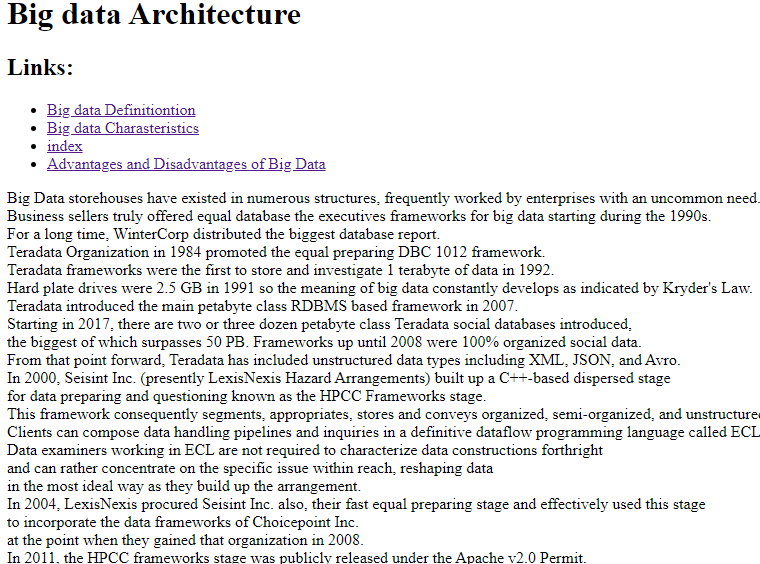 Big data Architecture
Links:
Big data Definitiontion
Big data Charasteristics
index
Advantages and Disadvantages of Big Data
Big Data storehouses have existed in numerous structures, frequently worked by enterprises with an uncommon need.
Business sellers truly offered equal database the executives frameworks for big data starting during the 1990s.
For a long time, WinterCorp distributed the biggest database report.
Teradata Organization in 1984 promoted the equal preparing DBC 1012 framework.
Teradata frameworks were the first to store and investigate 1 terabyte of data in 1992.
Hard plate drives were 2.5 GB in 1991 so the meaning of big data constantly develops as indicated by Kryder's Law.
Teradata introduced the main petabyte class RDBMS based framework in 2007.
Starting in 2017, there are two or three dozen petabyte class Teradata social databases introduced,
the biggest of which surpasses 50 PB. Frameworks up until 2008 were 100% organized social data.
From that point forward, Teradata has included unstructured data types including XML, JSON, and Avro.
In 2000, Seisint Inc. (presently LexisNexis Hazard Arrangements) built up a C++-based dispersed stage
for data preparing and questioning known as the HPCC Frameworks stage.
This framework consequently segments, appropriates, stores and conveys organized, semi-organized, and unstructure
Clients can compose data handling pipelines and inquiries in a definitive dataflow programming language called ECL
Data examiners working in ECL are not required to characterize data constructions forthright
and can rather concentrate on the specific issue within reach, reshaping data
in the most ideal way as they build up the arrangement.
In 2004, LexisNexis procured Seisint Inc. also, their fast equal preparing stage and effectively used this stage
to incorporate the data frameworks of Choicepoint Inc.
at the point when they gained that organization in 2008.
In 2011, the HPCC frameworks stage was publicly released under the Apache v2.0 Permit.